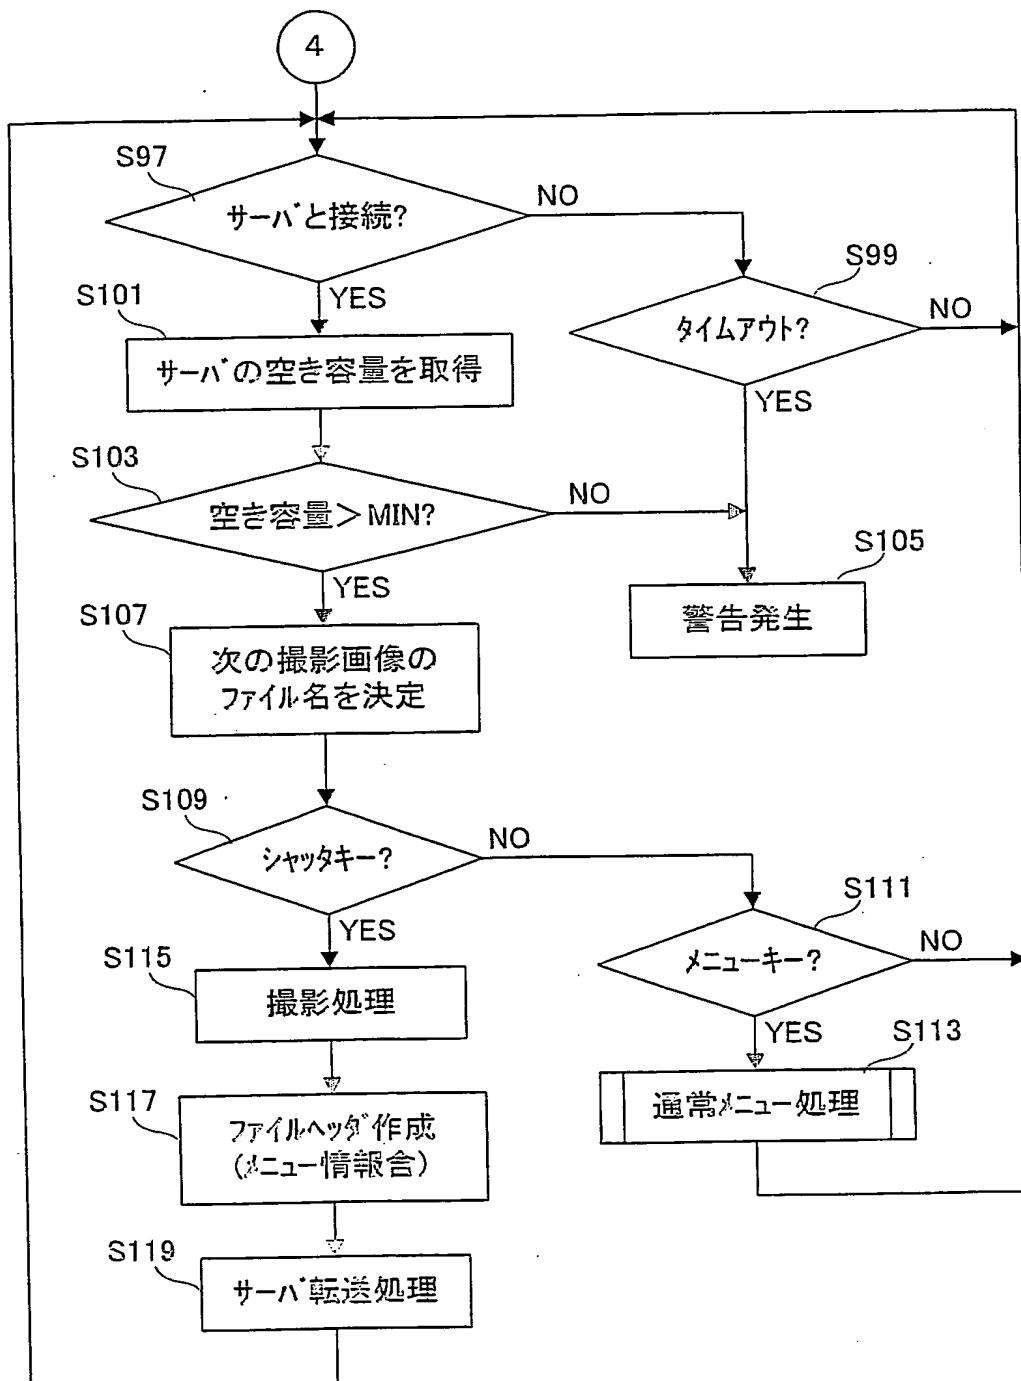 4
S97
サーバと接続?
NO
YES
S99
タイムアウト?
NO
YES
S101
サーバの空き容量を取得
S103
空き容量>MIN?
NO
YES
S105
警告発生
S107
次の撮影画像の
ファイル名を決定
S109
シャッタキー?
NO
YES
S111
メニューキー?
NO
YES
S115
撮影処理
S113
通常メニュー処理
S117
ファイルヘッダ作成
(メニュー情報含)
S119
サーバ転送処理